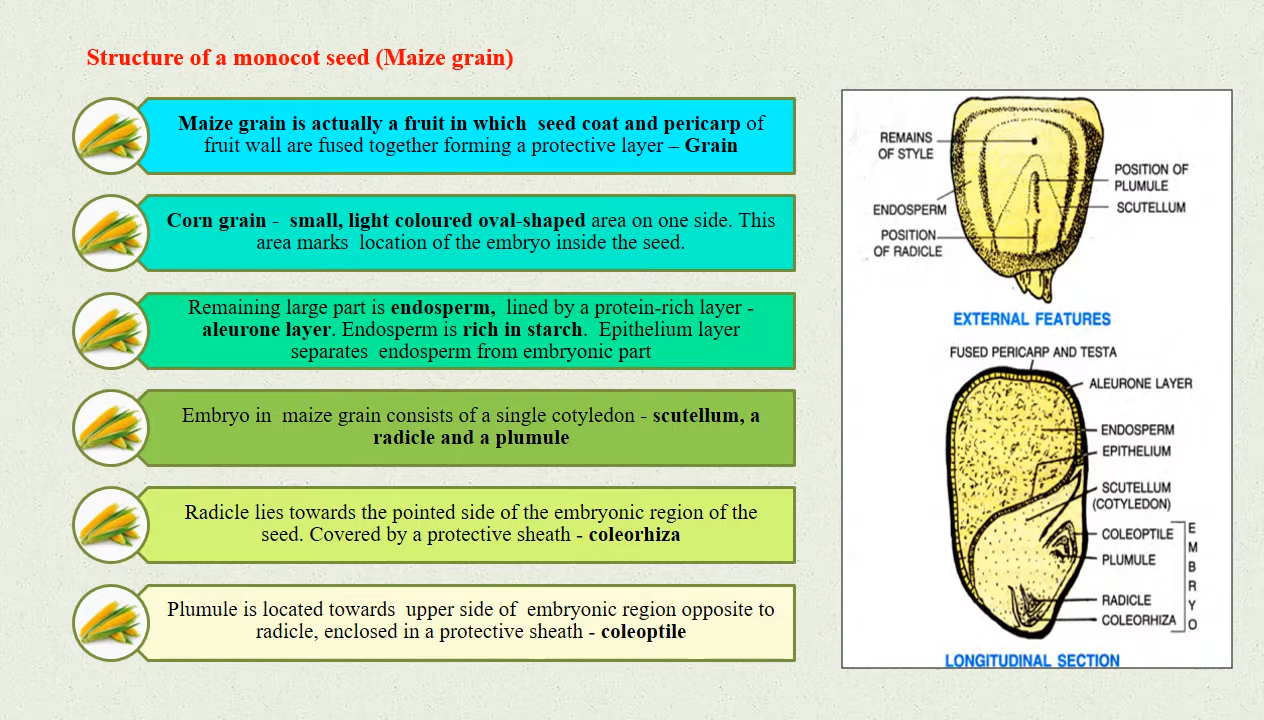 Structure of a monocot seed (Maize grain)
Maize grain is actually a fruit in which seed coat and pericarp of
fruit wall are fused together forming a protective layer – Grain
Corn grain - small, light coloured oval-shaped area on one side. This
area marks location of the embryo inside the seed.
Remaining large part is endosperm, lined by a protein-rich layer -
aleurone layer. Endosperm is rich in starch. Epithelium layer
separates endosperm from embryonic part
Embryo in maize grain consists of a single cotyledon - scutellum, a
radicle and a plumule
Radicle lies towards the pointed side of the embryonic region of the
seed. Covered by a protective sheath - coleorhiza
Plumule is located towards upper side of embryonic region opposite to
radicle, enclosed in a protective sheath - coleoptile
REMAINS
OF STYLE
ENDOSPERM
POSITION
OF RADICLE
POSITION OF
PLUMULE
SCUTELLUM
EXTERNAL FEATURES
FUSED PERICARP AND TESTA
ALEURONE LAYER
ENDOSPERM
EPITHELIUM
SCUTELLUM
(COTYLEDON)
COLEOPTILE
PLUMULE
RADICLE
COLEORHIZA
EMBRYO
LONGITUDINAL SECTION